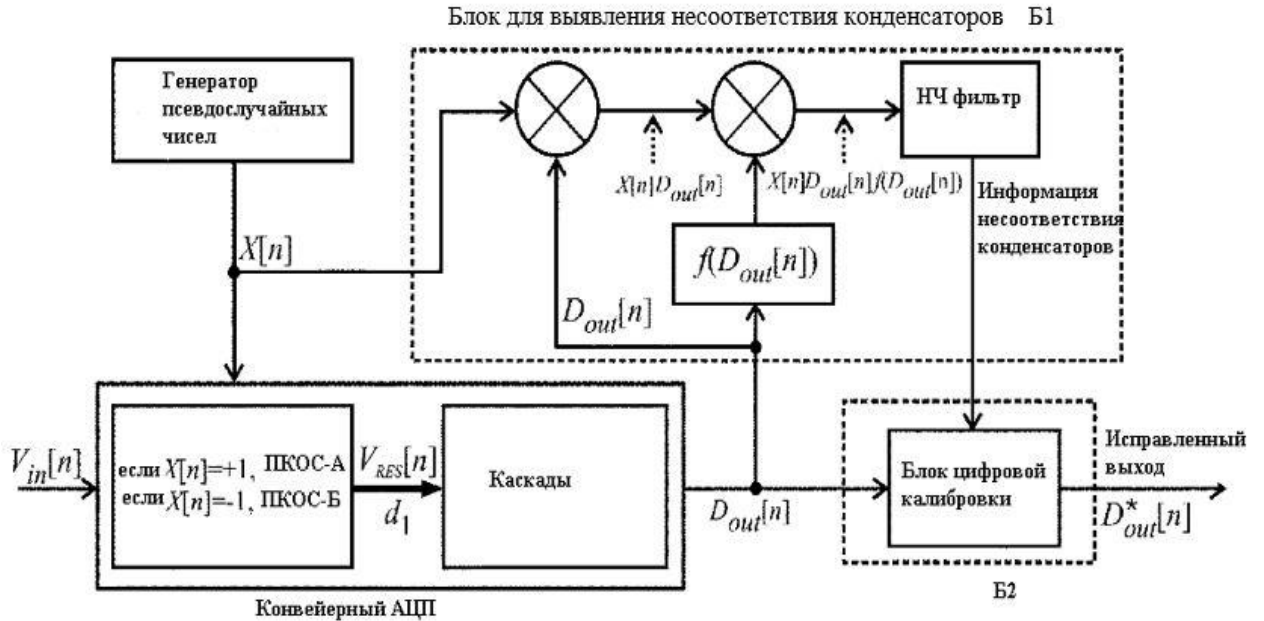 Блок для выявления несоответствия конденсаторов Б1
Генератор
псевдослучайных
чисел
НЧ фильтр
X[n]D_out[n]
X[n]D_out[n]f(D_out[n])
Информация
несоответствия
конденсаторов
X[n]
f(D_out[n])
D_out[n]
V_in[n]
если X[n]=+1, ПКОС-А
если X[n]=-1, ПКОС-Б
V_RES[n]
d_1
Каскады
D_out[n]
Блок цифровой
калибровки
Исправленный
выход
D*_out[n]
Конвейерный АЦП
Б2